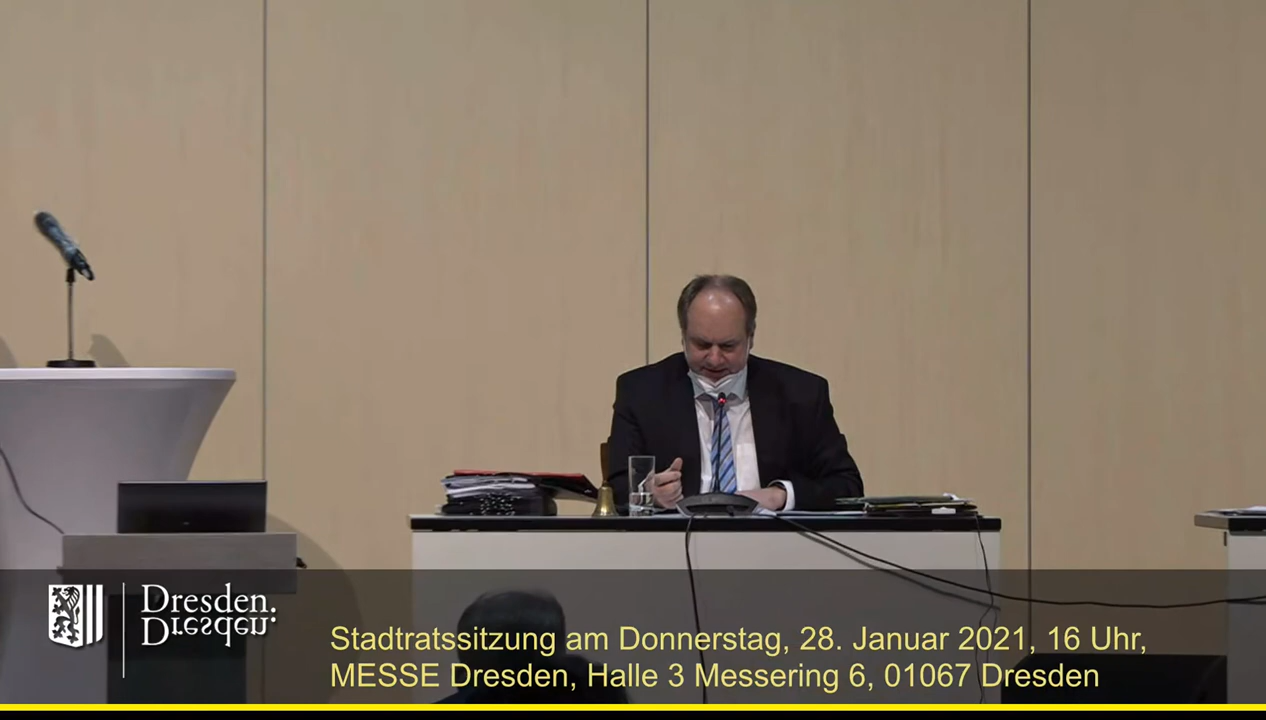 Dresden.
Dresden.
Stadtratssitzung am Donnerstag, 28. Januar 2021, 16 Uhr,
MESSE Dresden, Halle 3 Messering 6, 01067 Dresden